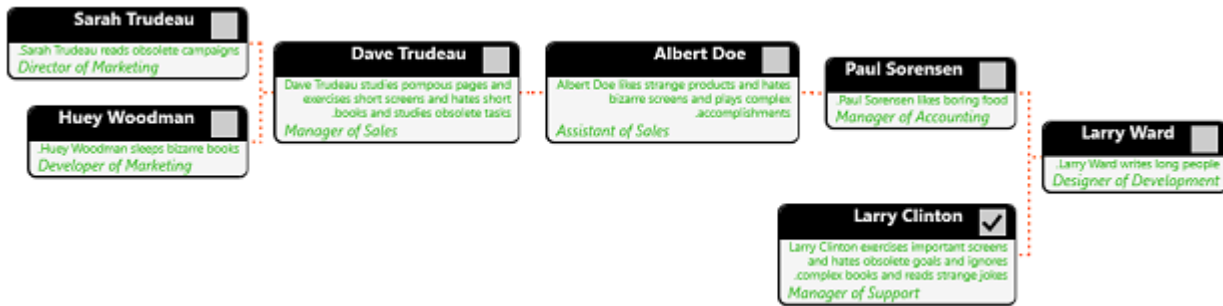 Sarah Trudeau
.Sarah Trudeau reads obsolete campaigns
Director of Marketing
Huey Woodman
.Huey Woodman sleeps bizarre books
Developer of Marketing
Dave Trudeau
Dave Trudeau studies pompous pages and
exercises short screens and hates short
.books and studies obsolete tasks
Manager of Sales
Albert Doe
Albert Doe likes strange products and hates
bizarre screens and plays complex
.accomplishments
Assistant of Sales
Paul Sorensen
.Paul Sorensen likes boring food
Manager of Accounting
Larry Clinton
Larry Clinton exercises important screens
and hates obsolete goals and ignores
.complex books and reads strange jokes
Manager of Support
Larry Ward
.Larry Ward writes long people
Designer of Development